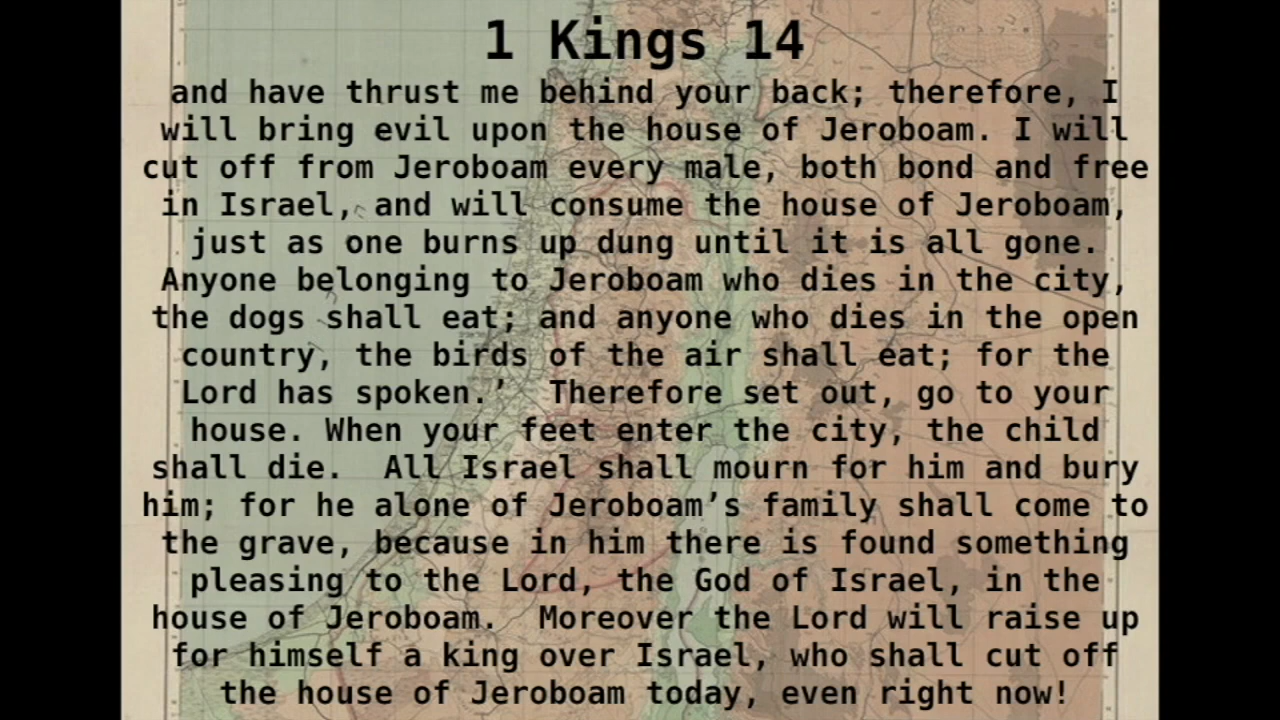 1 Kings 14
and have thrust me behind your back; therefore, I
will bring evil upon the house of Jeroboam. I will
cut off from Jeroboam every male, both bond and free
in Israel, and will consume the house of Jeroboam,
just as one burns up dung until it is all gone.
Anyone belonging to Jeroboam who dies in the city,
the dogs shall eat; and anyone who dies in the open
country, the birds of the air shall eat; for the
Lord has spoken.’  Therefore set out, go to your
house. When your feet enter the city, the child
shall die.  All Israel shall mourn for him and bury
him; for he alone of Jeroboam’s family shall come to
the grave, because in him there is found something
pleasing to the Lord, the God of Israel, in the
house of Jeroboam.  Moreover the Lord will raise up
for himself a king over Israel, who shall cut off
the house of Jeroboam today, even right now!